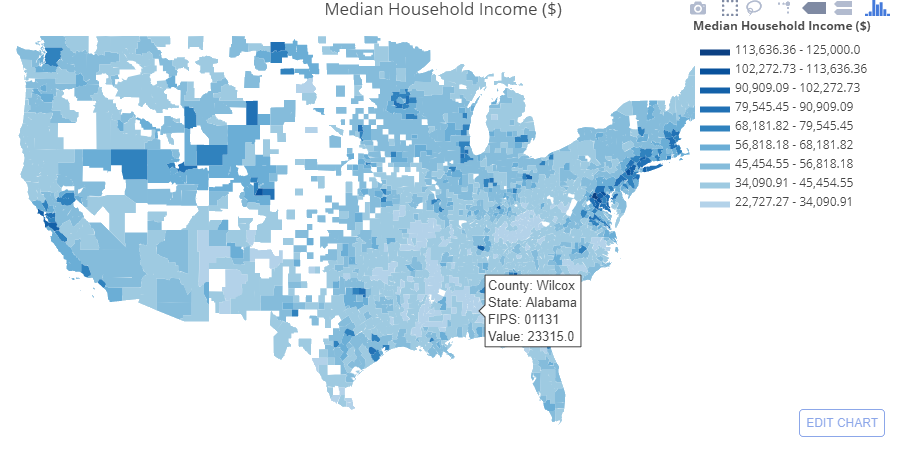 Median Household Income ($)
Median Household Income ($)
113,636.36 - 125,000.0
102,272.73 - 113,636.36
90,909.09 - 102,272.73
79,545.45 - 90,909.09
68,181.82 - 79,545.45
56,818.18 - 68,181.82
45,454.55 - 56,818.18
34,090.91 - 45,454.55
22,727.27 - 34,090.91
County: Wilcox
State: Alabama
FIPS: 01131
Value: 23315.0
EDIT CHART